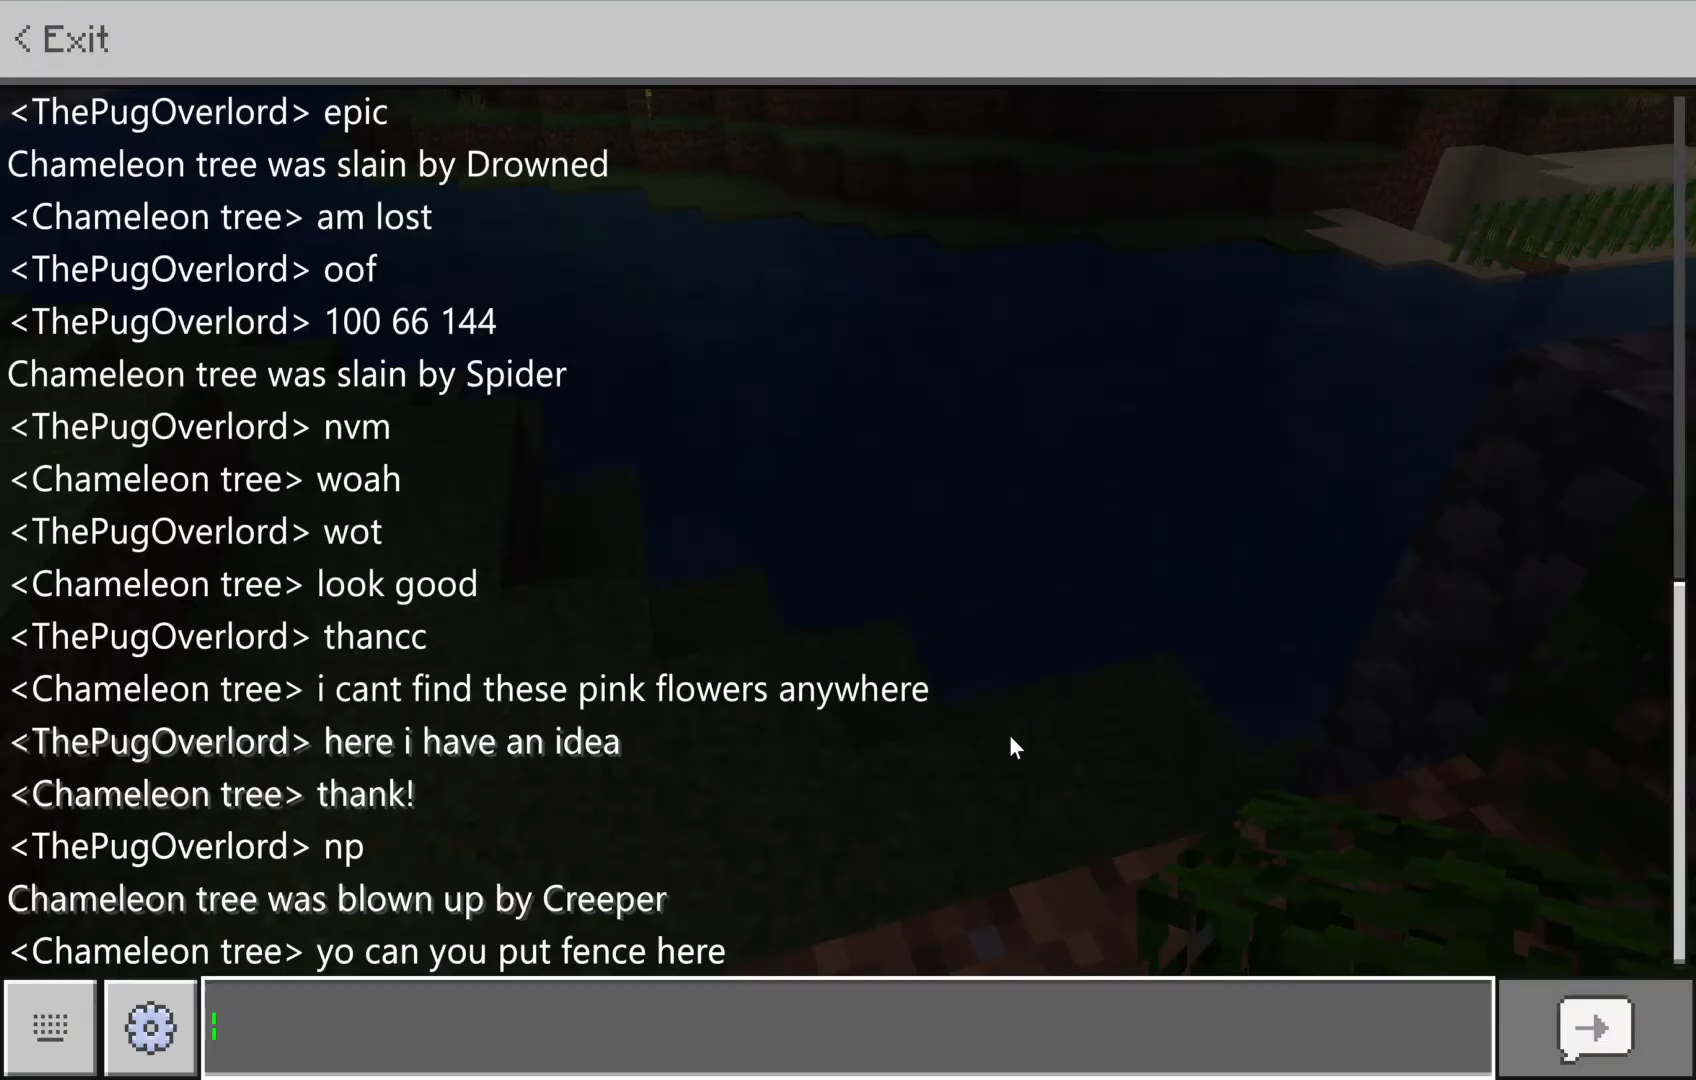 < Exit
<ThePugOverlord> epic
Chameleon tree was slain by Drowned
<Chameleon tree> am lost
<ThePugOverlord> oof
<ThePugOverlord> 100 66 144
Chameleon tree was slain by Spider
<ThePugOverlord> nvm
<Chameleon tree> woah
<ThePugOverlord> wot
<Chameleon tree> look good
<ThePugOverlord> thancc
<Chameleon tree> i cant find these pink flowers anywhere
<ThePugOverlord> here i have an idea
<Chameleon tree> thank!
<ThePugOverlord> np
Chameleon tree was blown up by Creeper
<Chameleon tree> yo can you put fence here